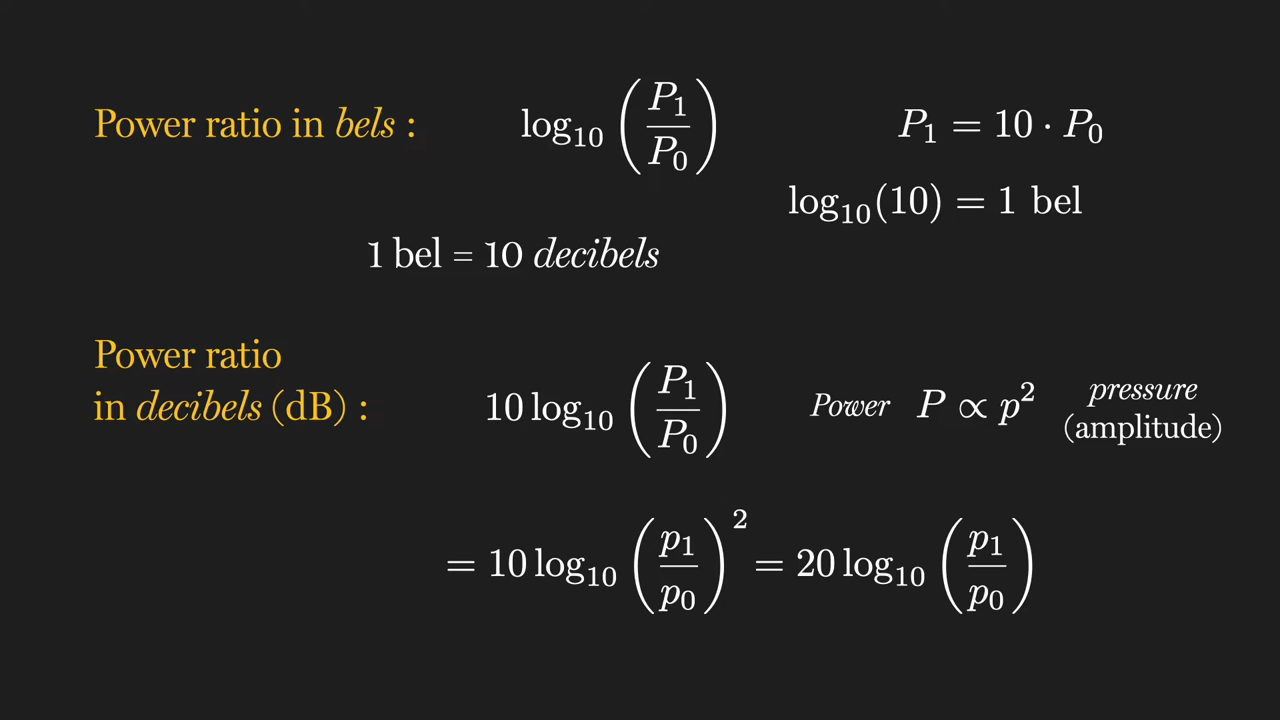 Power ratio in bels : log₁₀ (P₁/P₀) P₁ = 10 · P₀
log₁₀(10) = 1 bel
1 bel = 10 decibels
Power ratio
in decibels (dB) : 10 log₁₀ (P₁/P₀) Power P ∝ p² pressure
(amplitude)
= 10 log₁₀ (p₁/p₀)² = 20 log₁₀ (p₁/p₀)